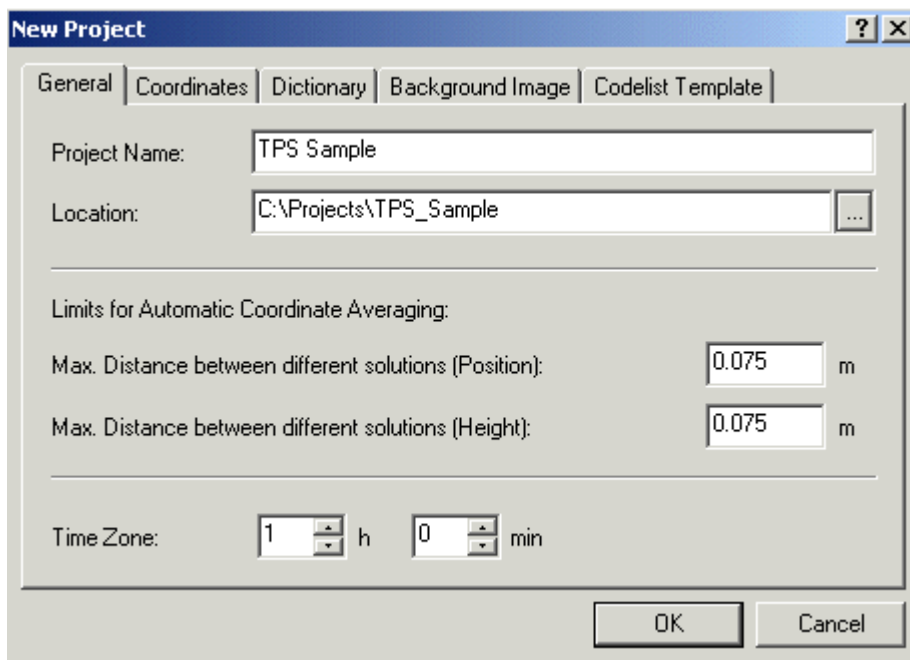 New Project
General Coordinates Dictionary Background Image Codelist Template
Project Name: TPS Sample
Location: C:\Projects\TPS_Sample ...
Limits for Automatic Coordinate Averaging:
Max. Distance between different solutions (Position): 0.075 m
Max. Distance between different solutions (Height): 0.075 m
Time Zone: 1 h 0 min
OK Cancel